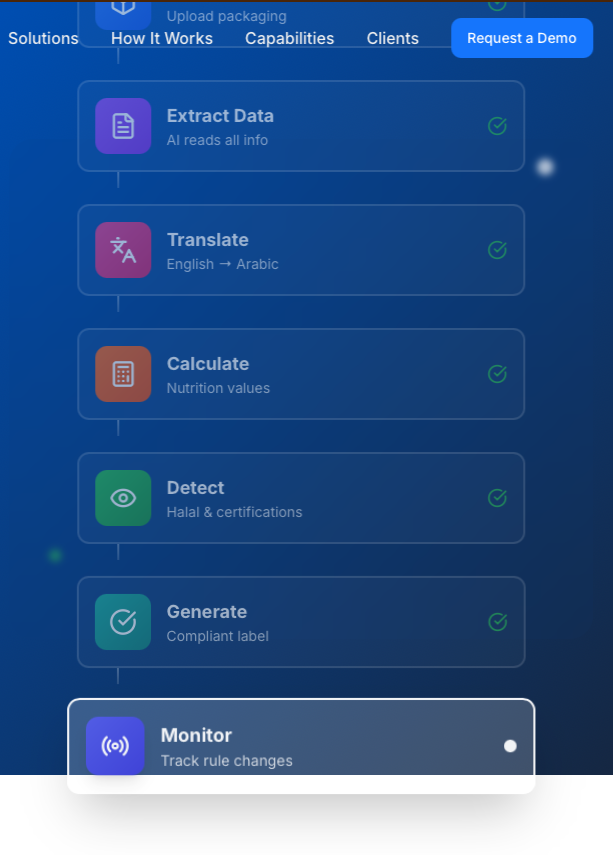 Upload packaging
Solutions How It Works Capabilities Clients Request a Demo
Extract Data
AI reads all info
Translate
English → Arabic
Calculate
Nutrition values
Detect
Halal & certifications
Generate
Compliant label
Monitor
Track rule changes